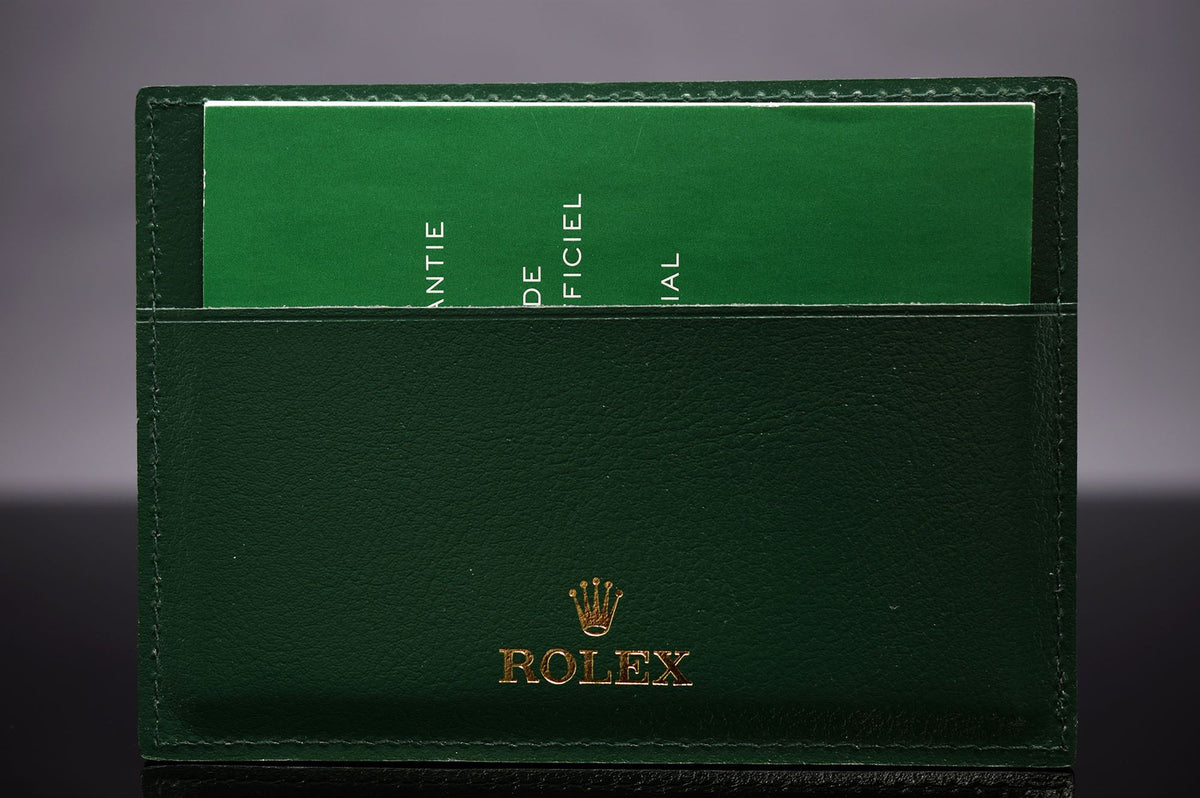 ANTIE
DE
FICIEL
IAL
ROLEX